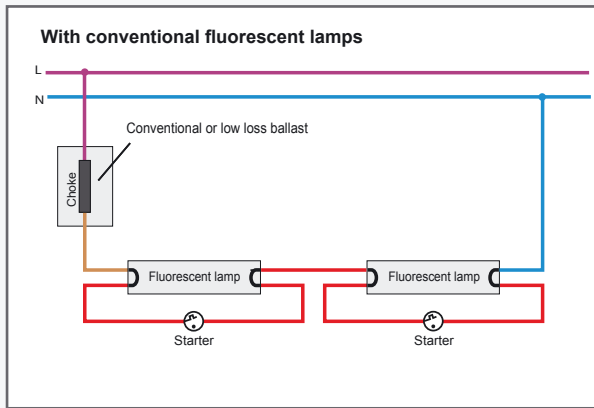 With conventional fluorescent lamps
L
N
Conventional or low loss ballast
Choke
Fluorescent lamp
Fluorescent lamp
Starter
Starter